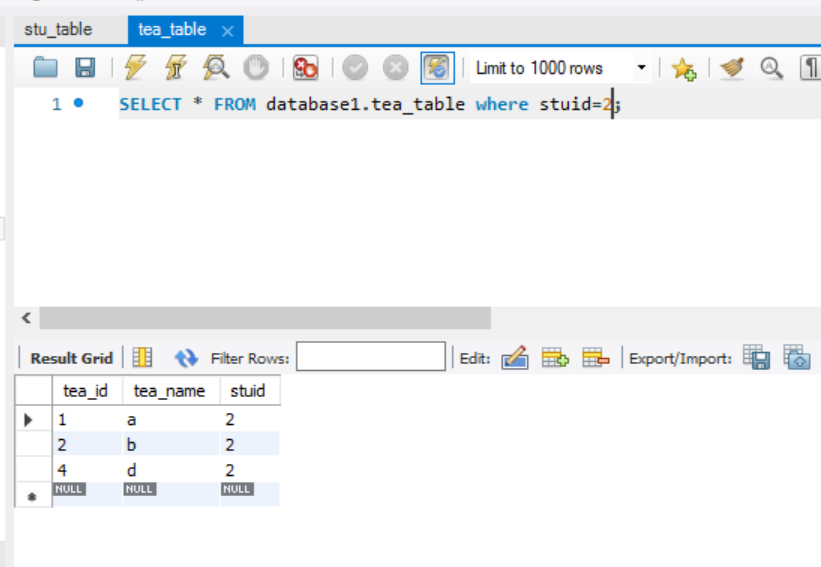 stu_table tea_table ×
Limit to 1000 rows
1 SELECT * FROM database1.tea_table where stuid=2;
Result Grid Filter Rows: Edit: Export/Import:
tea_id tea_name stuid
1 a 2
2 b 2
4 d 2
NULL NULL NULL